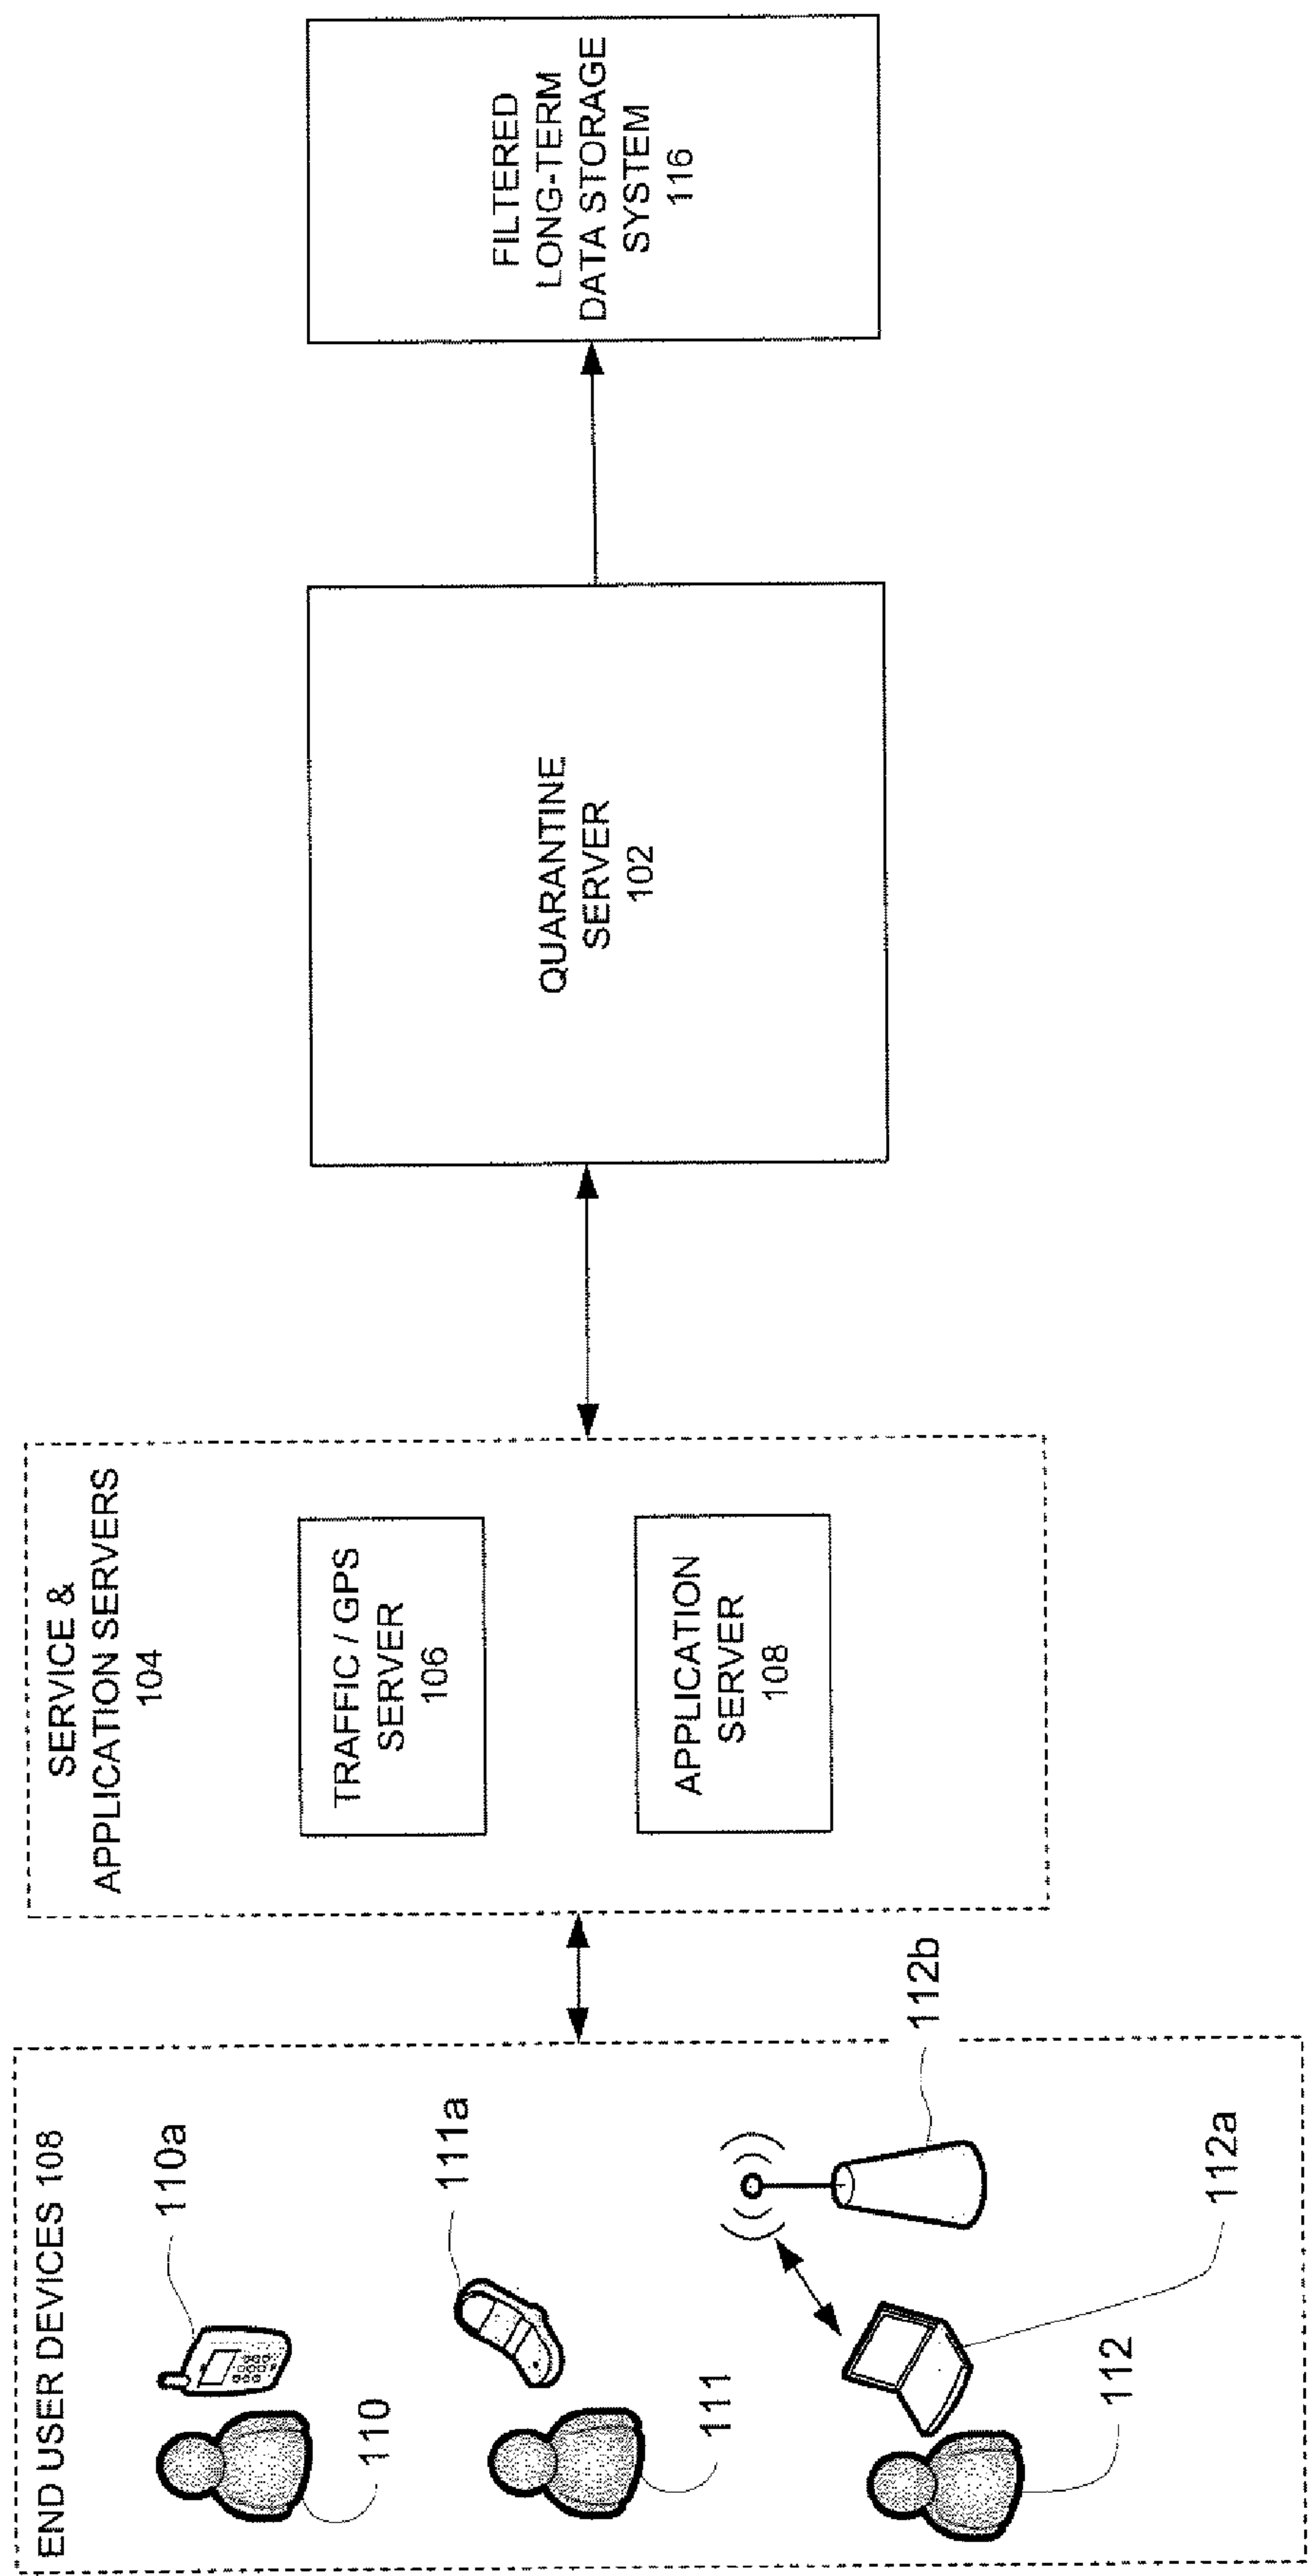 END USER DEVICES 108
110a
110
111a
111
112b
112a
112
SERVICE &
APPLICATION SERVERS
104
TRAFFIC / GPS
SERVER
106
APPLICATION
SERVER
108
QUARANTINE
SERVER
102
FILTERED
LONG-TERM
DATA STORAGE
SYSTEM
116